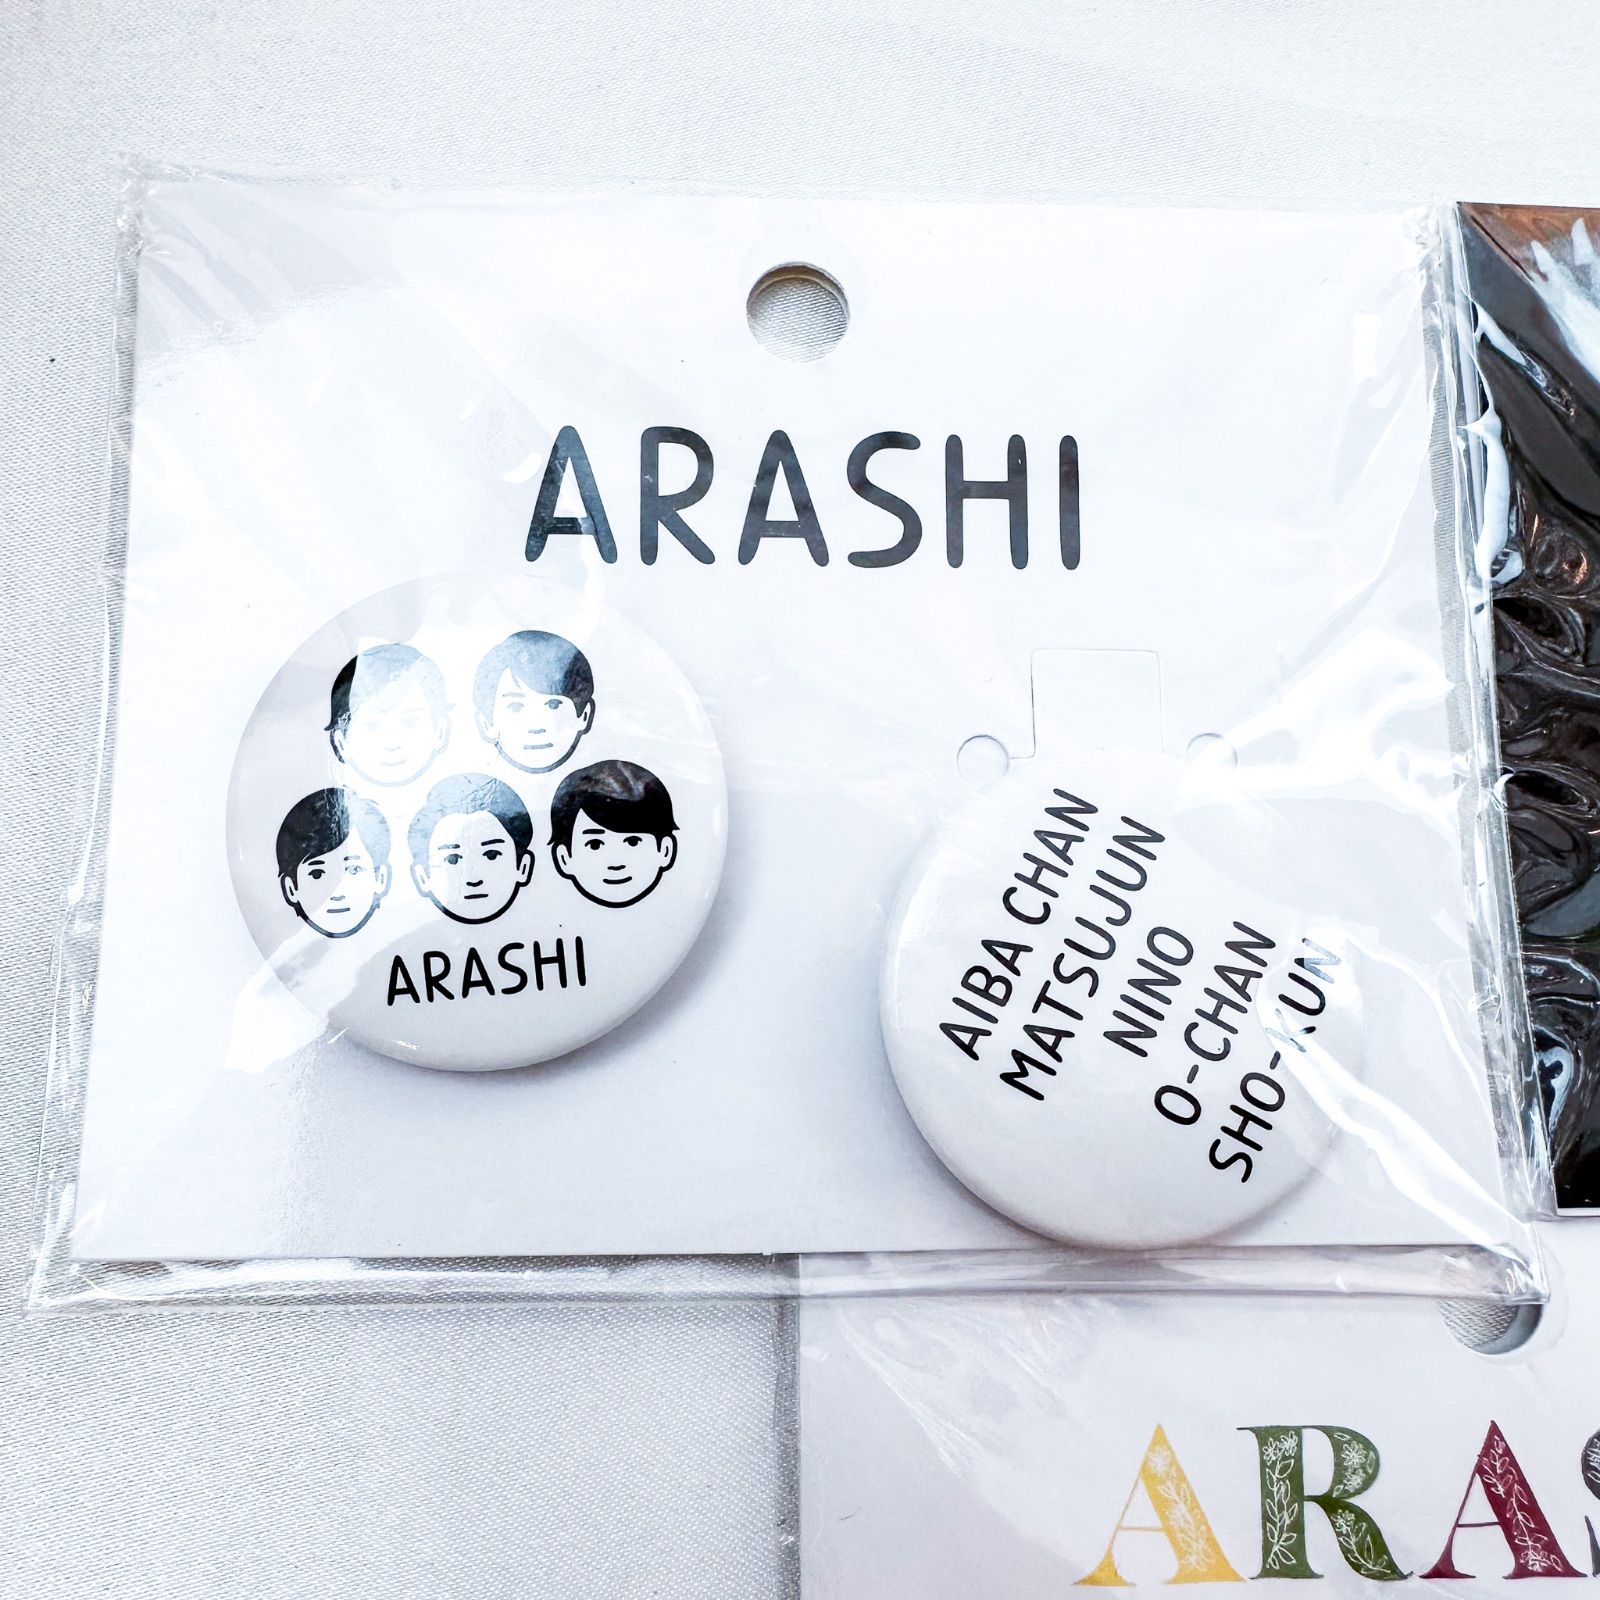 ARASHI
ARASHI
AIBA CHAN
MATSUJUN
NINO
O-CHAN
SHO-KUN
ARAS